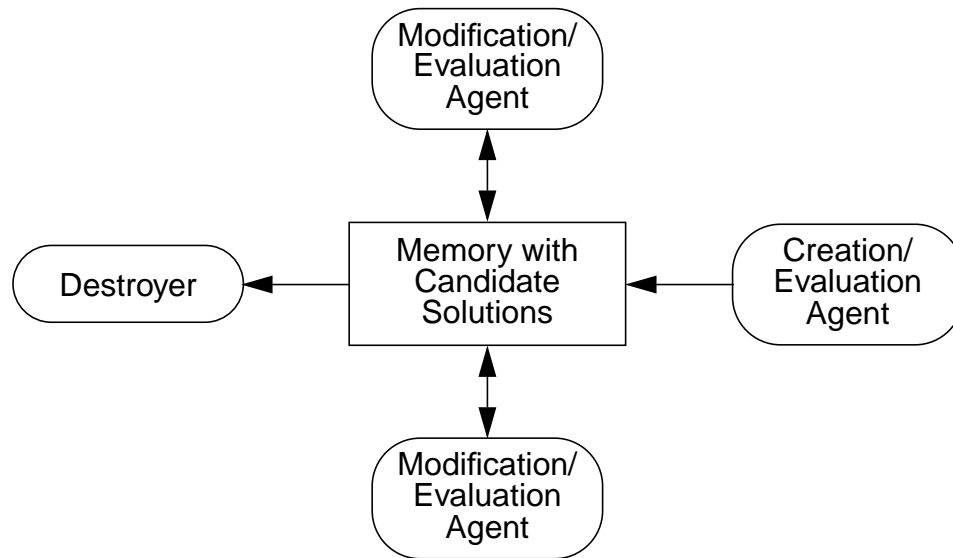 Modification/
Evaluation
Agent
Destroyer
Memory with
Candidate
Solutions
Creation/
Evaluation
Agent
Modification/
Evaluation
Agent